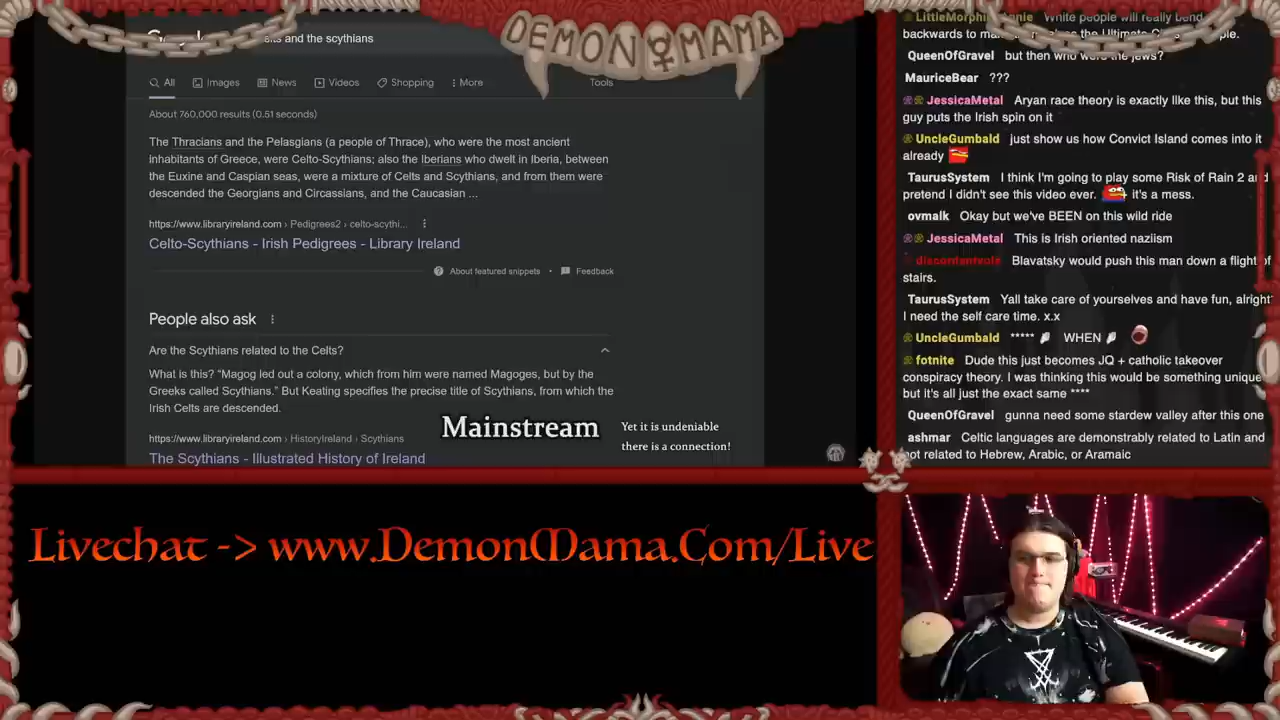 DEMON MAMA
and the scythians
All Images News Videos Shopping More Tools
About 760,000 results (0.51 seconds)
The Thracians and the Pelasgians (a people of Thrace), who were the most ancient
inhabitants of Greece, were Celto-Scythians; also the Iberians who dwelt in Iberia, between
the Euxine and Caspian seas, were a mixture of Celts and Scythians, and from them were
descended the Georgians and Circassians, and the Caucasian ...
https://www.libraryireland.com › Pedigrees2 › celto-scythi...
Celto-Scythians - Irish Pedigrees - Library Ireland
About featured snippets • Feedback
People also ask
Are the Scythians related to the Celts?
What is this? “Magog led out a colony, which from him were named Magoges, but by the
Greeks called Scythians.” But Keating specifies the precise title of Scythians, from which the
Irish Celts are descended.
https://www.libraryireland.com › HistoryIreland › Scythians
The Scythians - Illustrated History of Ireland
Mainstream
Yet it is undeniable
there is a connection!
Livechat -> www.DemonMama.Com/Live
White people will really bend
backwards to
QueenOfGravel but then who were the jews?
MauriceBear ???
JessicaMetal Aryan race theory is exactly like this, but this
guy puts the Irish spin on it
UncleGumbald just show us how Convict Island comes into it
already
TaurusSystem I think I'm going to play some Risk of Rain 2 and
pretend I didn't see this video ever. it's a mess.
ovmalk Okay but we've BEEN on this wild ride
JessicaMetal This is Irish oriented naziism
discordantvole Blavatsky would push this man down a flight of
stairs.
TaurusSystem Yall take care of yourselves and have fun, alright
I need the self care time. x.x
UncleGumbald ***** WHEN
fotnite Dude this just becomes JQ + catholic takeover
conspiracy theory. I was thinking this would be something unique
but it's all just the exact same ****
QueenOfGravel gunna need some stardew valley after this one
ashmar Celtic languages are demonstrably related to Latin and
not related to Hebrew, Arabic, or Aramaic